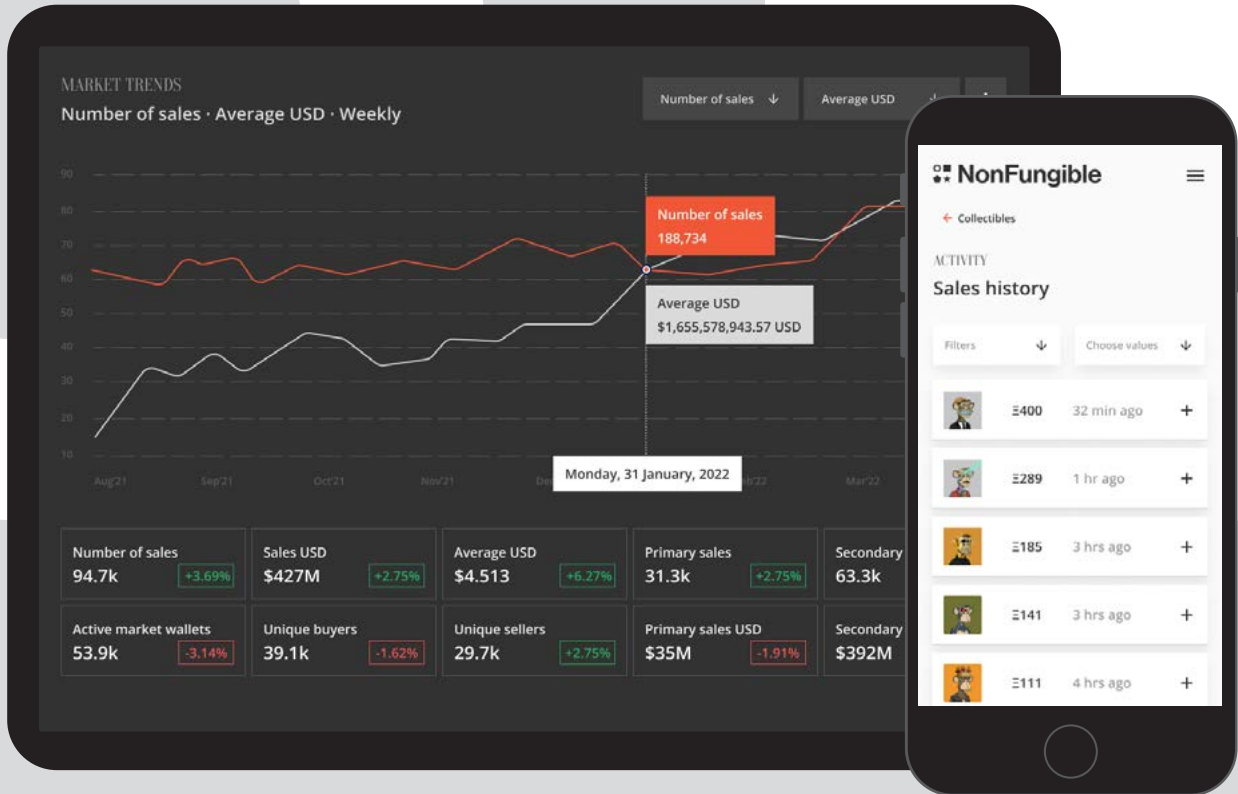 MARKET TRENDS
Number of sales · Average USD · Weekly
Number of sales ↓
Average USD
90
80
70
60
50
40
30
20
10
Number of sales
188,734
Average USD
$1,655,578,943.57 USD
Monday, 31 January, 2022
Aug'21
Sep'21
Oct'21
Nov'21
Mar'22
Number of sales
94.7k
+3.69%
Sales USD
$427M
+2.75%
Average USD
$4.513
+6.27%
Primary sales
31.3k
+2.75%
Secondary
63.3k
Active market wallets
53.9k
-3.14%
Unique buyers
39.1k
-1.62%
Unique sellers
29.7k
+2.75%
Primary sales USD
$35M
-1.91%
Secondary
$392M
NonFungible
← Collectibles
ACTIVITY
Sales history
Filters ↓
Choose values ↓
Ξ400 32 min ago +
Ξ289 1 hr ago +
Ξ185 3 hrs ago +
Ξ141 3 hrs ago +
Ξ111 4 hrs ago +